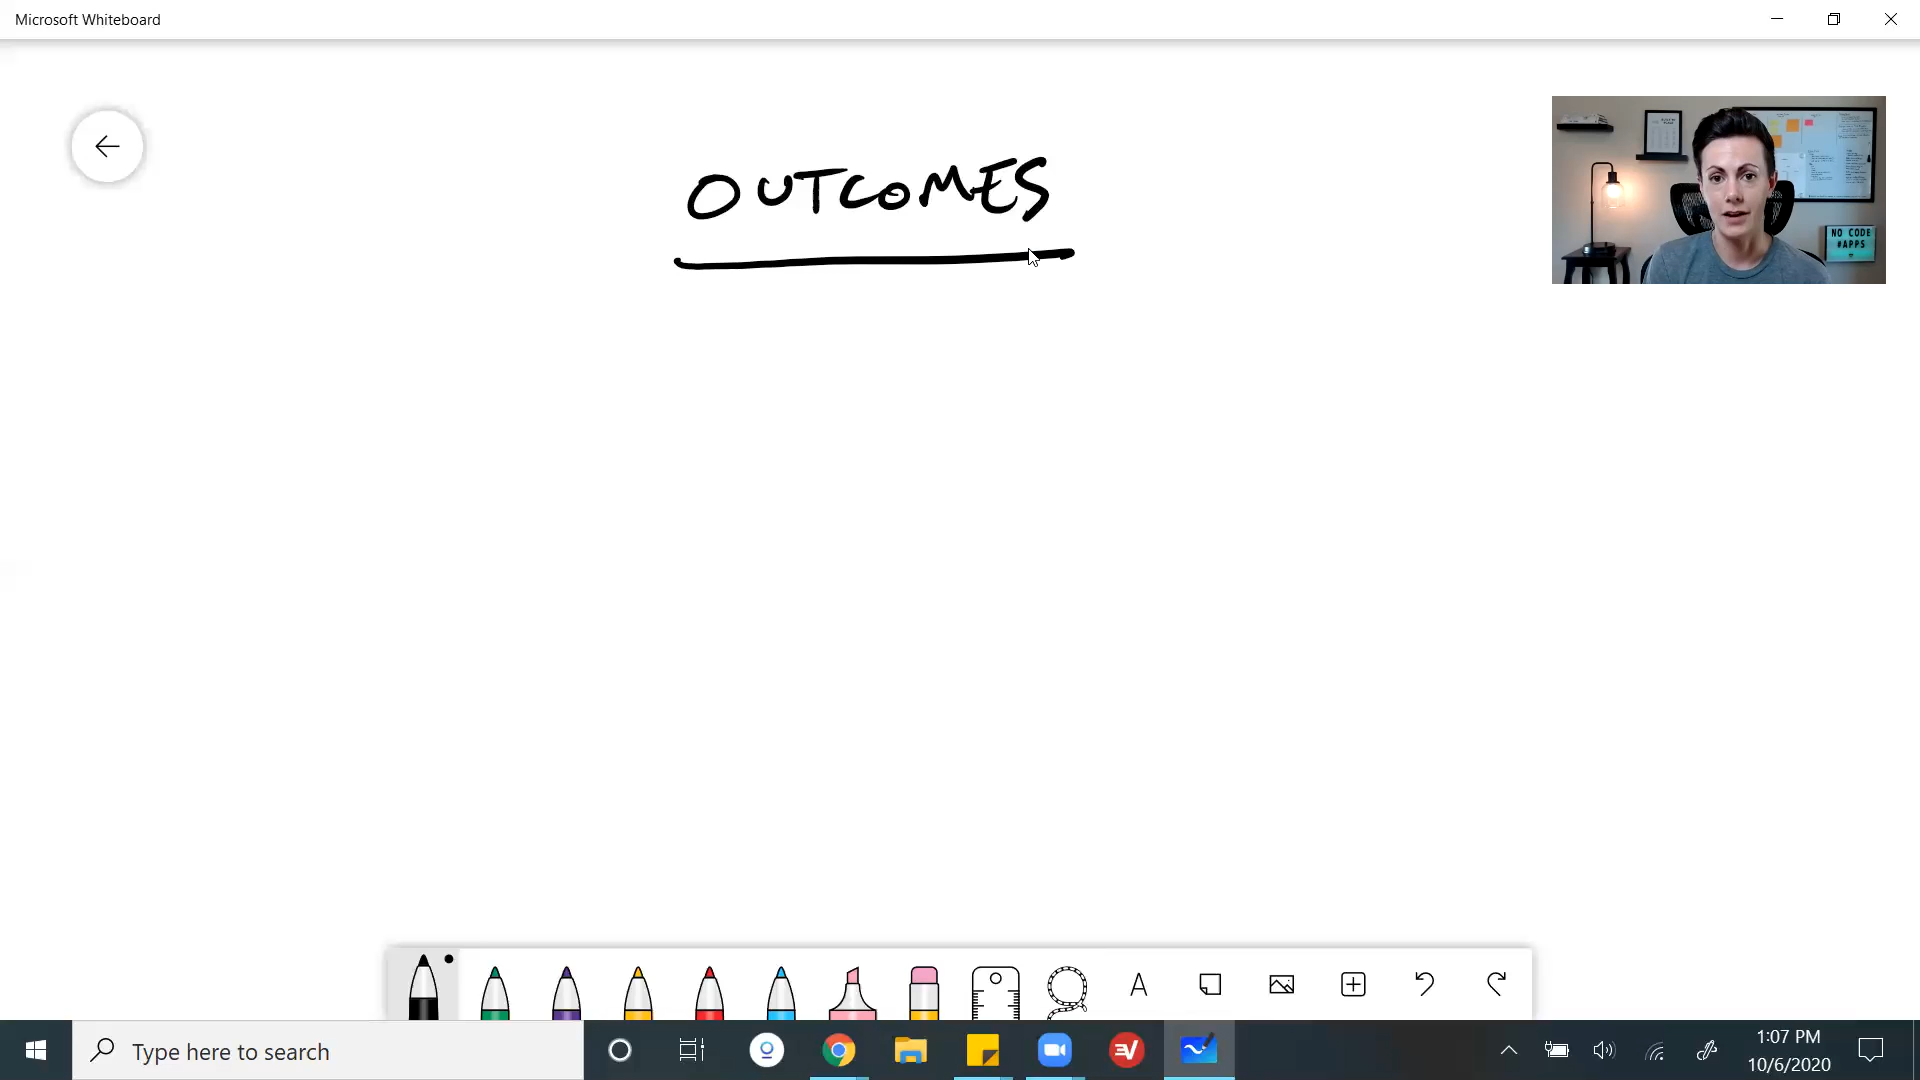 Microsoft Whiteboard
OUTCOMES
NO CODE
#APPS
A
Type here to search
1:07 PM
10/6/2020